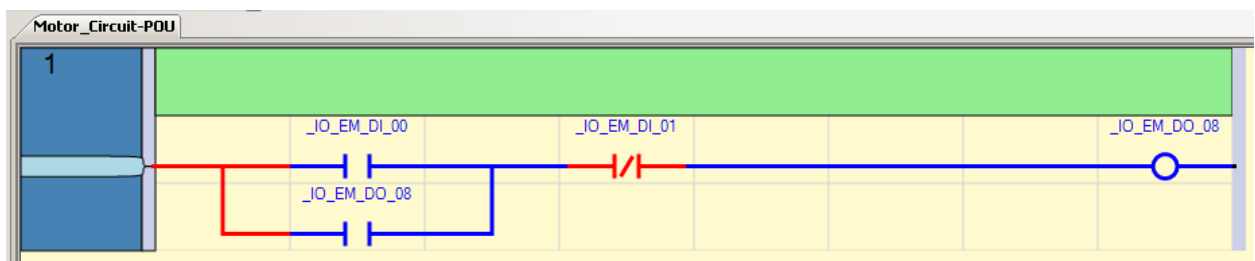 Motor_Circuit-POU
1
_IO_EM_DI_00
_IO_EM_DI_01
_IO_EM_DO_08
_IO_EM_DO_08